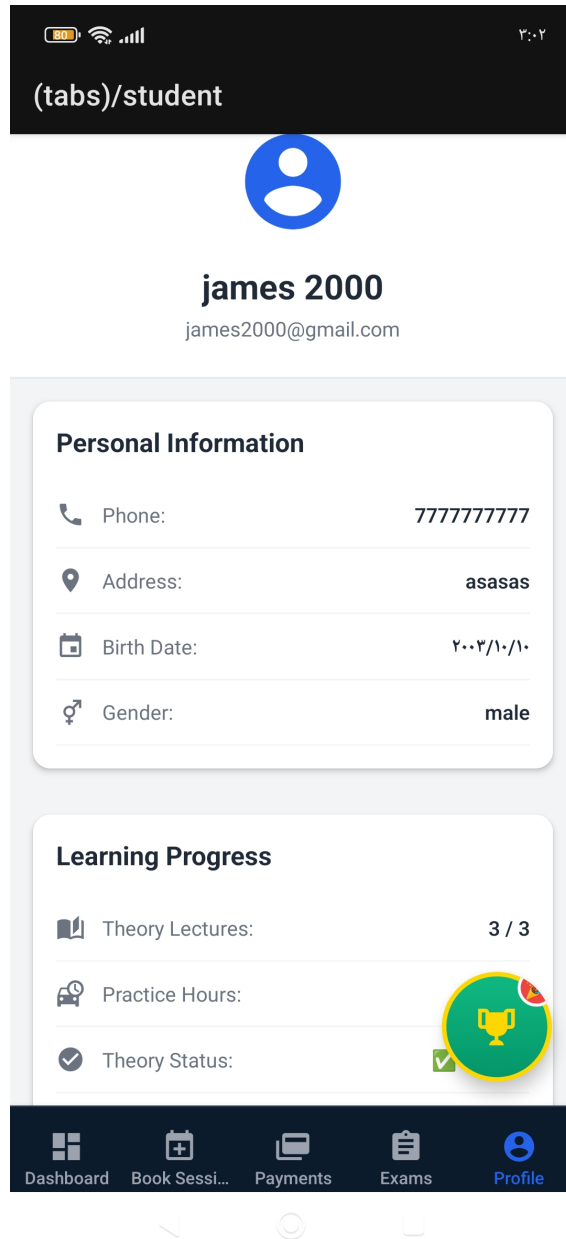 80
٣:٠٢
(tabs)/student
james 2000
james2000@gmail.com
Personal Information
Phone: 7777777777
Address: asasas
Birth Date: ٢٠٠٣/١٠/١٠
Gender: male
Learning Progress
Theory Lectures: 3 / 3
Practice Hours:
Theory Status: ✅
Dashboard Book Sessi... Payments Exams Profile